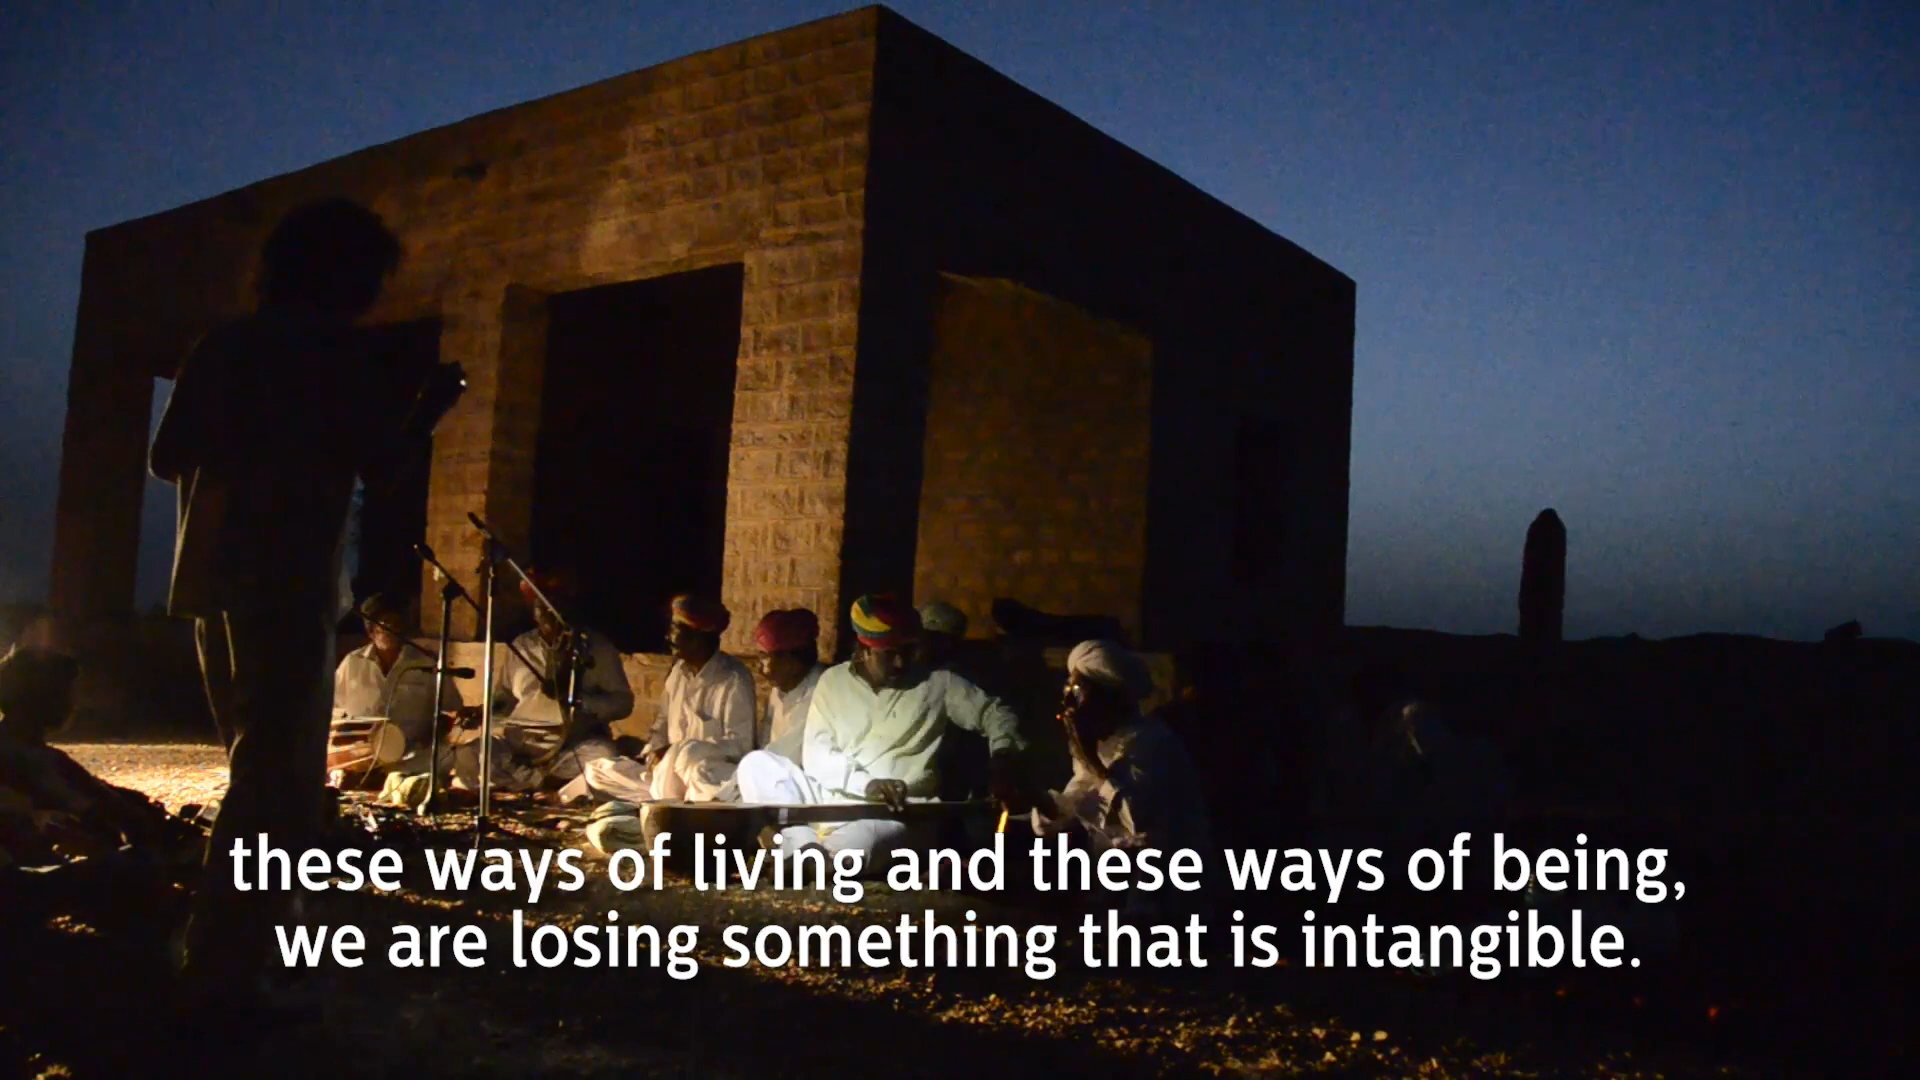 these ways of living and these ways of being,
we are losing something that is intangible.